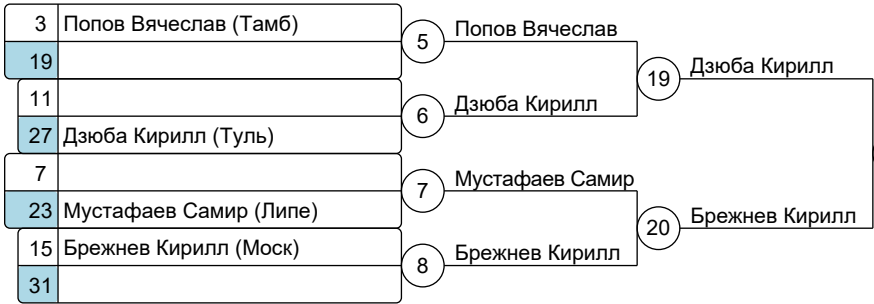 3 Попов Вячеслав (Тамб)
19
5 Попов Вячеслав
11
27 Дзюба Кирилл (Туль)
6 Дзюба Кирилл
19 Дзюба Кирилл
7
23 Мустафаев Самир (Липе)
7 Мустафаев Самир
15 Брежнев Кирилл (Моск)
31
8 Брежнев Кирилл
20 Брежнев Кирилл